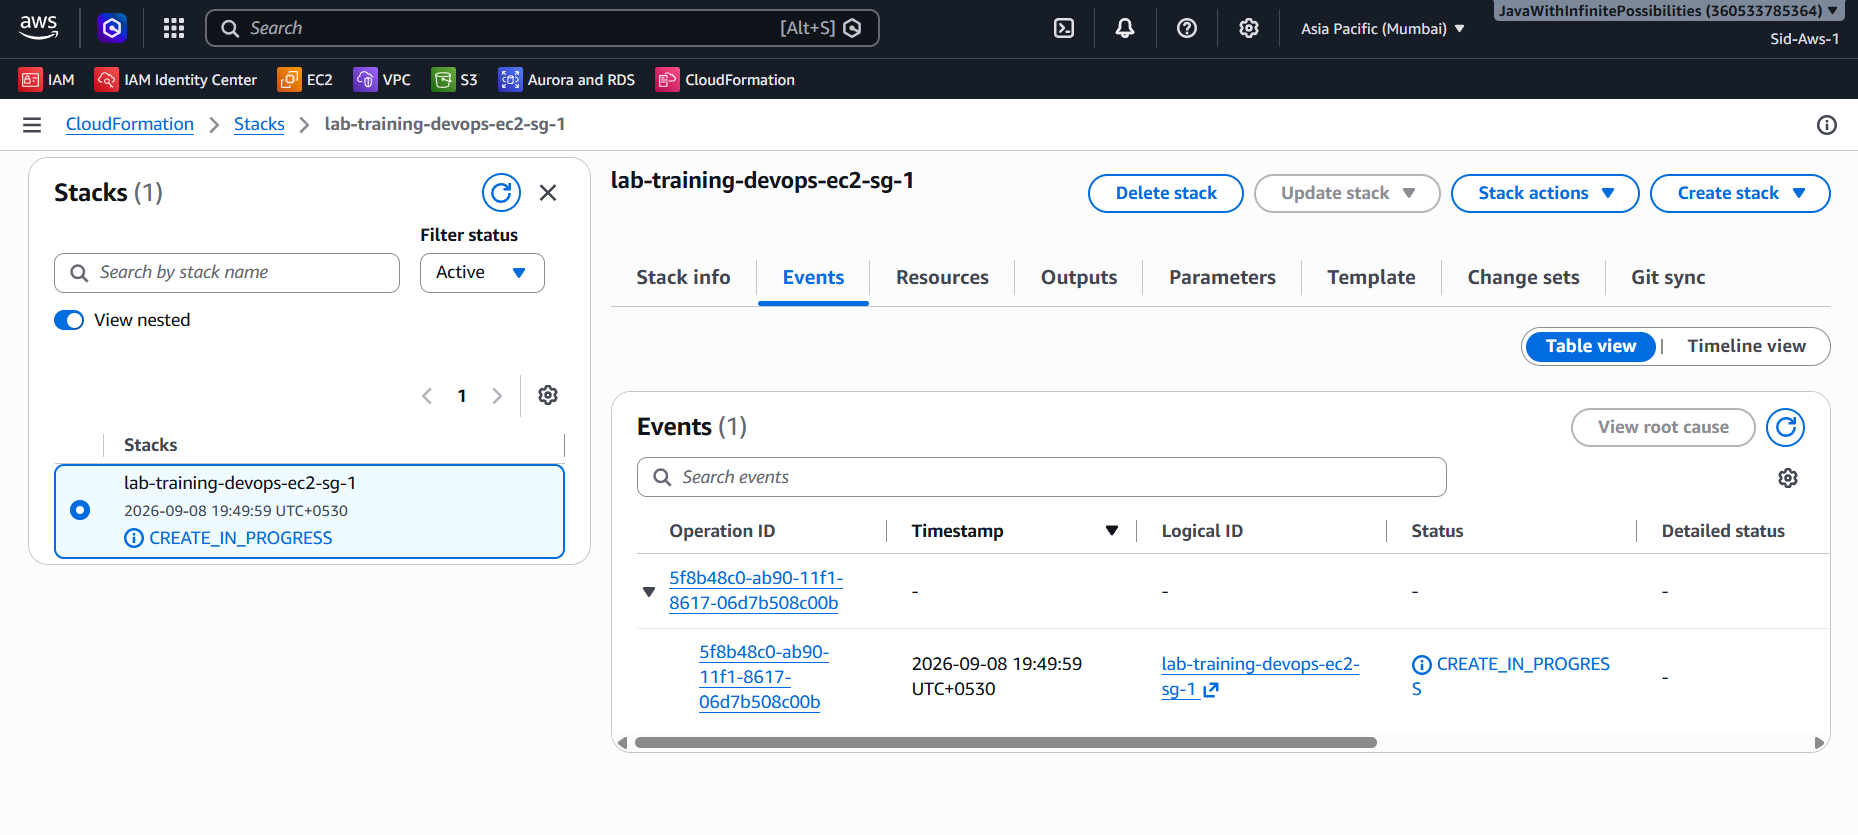 aws
Search [Alt+S]
Asia Pacific (Mumbai)
JavaWithInfinitePossibilities (360533785364)
Sid-Aws-1
IAM
IAM Identity Center
EC2
VPC
S3
Aurora and RDS
CloudFormation
CloudFormation
Stacks
lab-training-devops-ec2-sg-1
Stacks (1)
Filter status
Search by stack name
Active
View nested
1
Stacks
lab-training-devops-ec2-sg-1
2026-09-08 19:49:59 UTC+0530
CREATE_IN_PROGRESS
lab-training-devops-ec2-sg-1
Delete stack
Update stack
Stack actions
Create stack
Stack info
Events
Resources
Outputs
Parameters
Template
Change sets
Git sync
Table view | Timeline view
Events (1)
View root cause
Search events
Operation ID
Timestamp
Logical ID
Status
Detailed status
5f8b48c0-ab90-11f1-
8617-06d7b508c00b
-
-
-
-
5f8b48c0-ab90-
11f1-8617-
06d7b508c00b
2026-09-08 19:49:59
UTC+0530
lab-training-devops-ec2-
sg-1
CREATE_IN_PROGRES
S
-